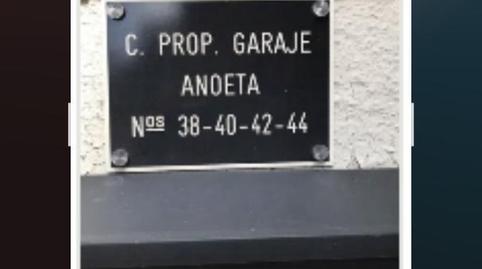 C. PROP. GARAJE
ANOETA
Nos 38-40-42-44